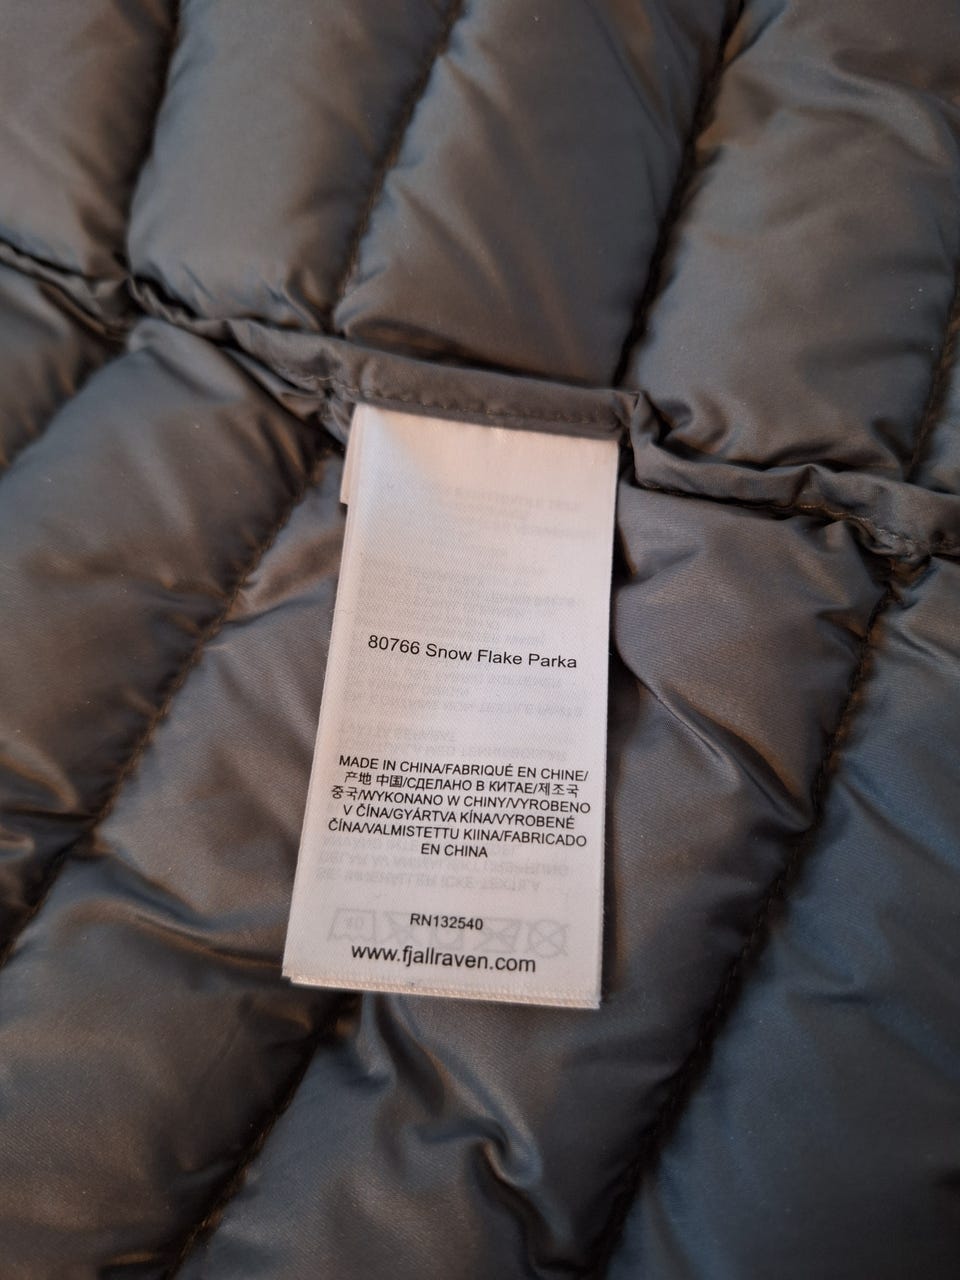 80766 Snow Flake Parka
MADE IN CHINA/FABRIQUÉ EN CHINE/
产地 中国/СДЕЛАНО В КИТАЕ/제조국
중국/WYKONANO W CHINY/VYROBENO
V ČÍNA/GYÁRTVA KÍNA/VYROBENÉ
ČÍNA/VALMISTETTU KIINA/FABRICADO
EN CHINA
RN132540
www.fjallraven.com